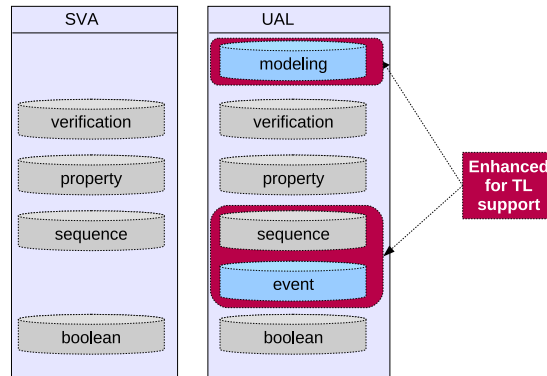 SVA
UAL
modeling
verification
verification
property
property
Enhanced
for TL
support
sequence
sequence
event
boolean
boolean